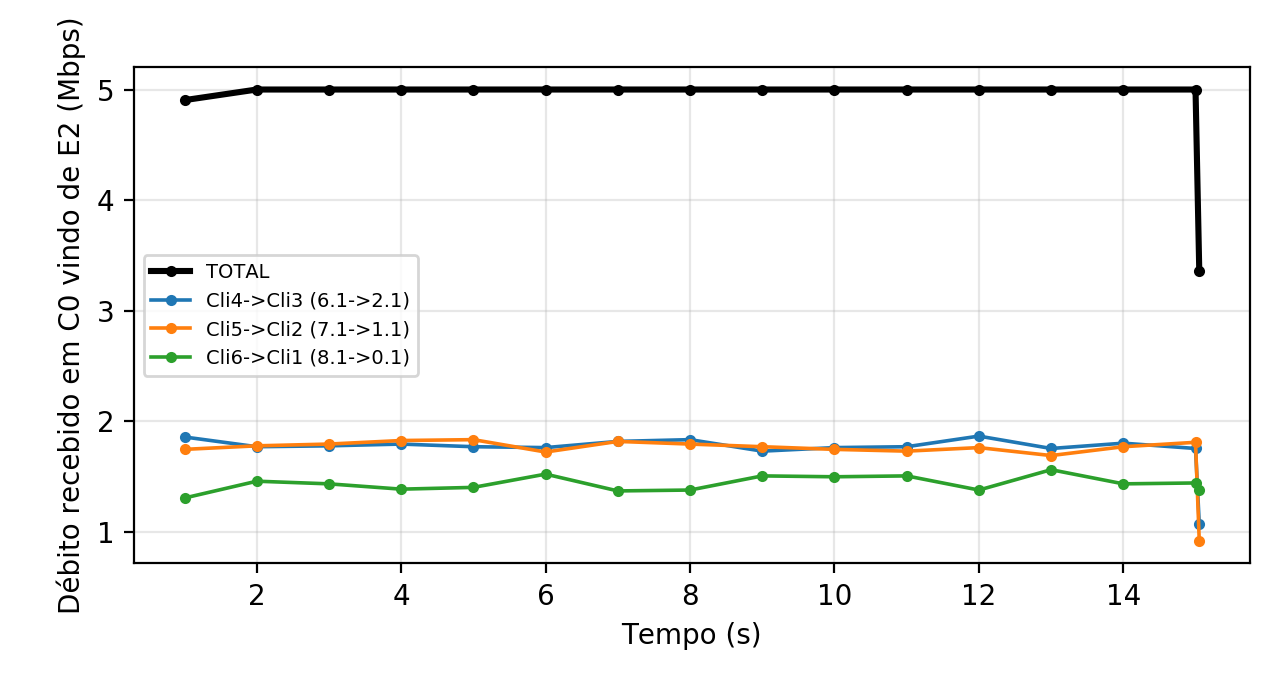 Débito recebido em C0 vindo de E2 (Mbps)
5
4
3
2
1
TOTAL
Cli4->Cli3 (6.1->2.1)
Cli5->Cli2 (7.1->1.1)
Cli6->Cli1 (8.1->0.1)
2 4 6 8 10 12 14
Tempo (s)